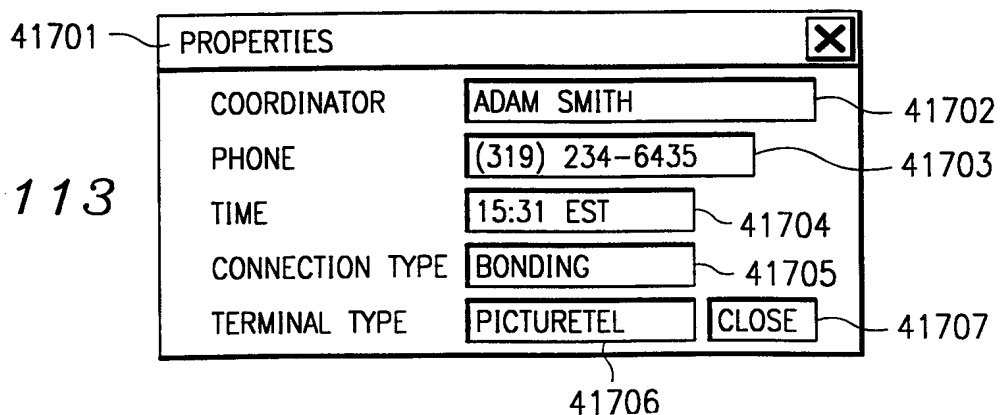 41701 PROPERTIES X
COORDINATOR ADAM SMITH 41702
PHONE (319) 234-6435 41703
113
TIME 15:31 EST 41704
CONNECTION TYPE BONDING 41705
TERMINAL TYPE PICTURETEL CLOSE 41707
41706